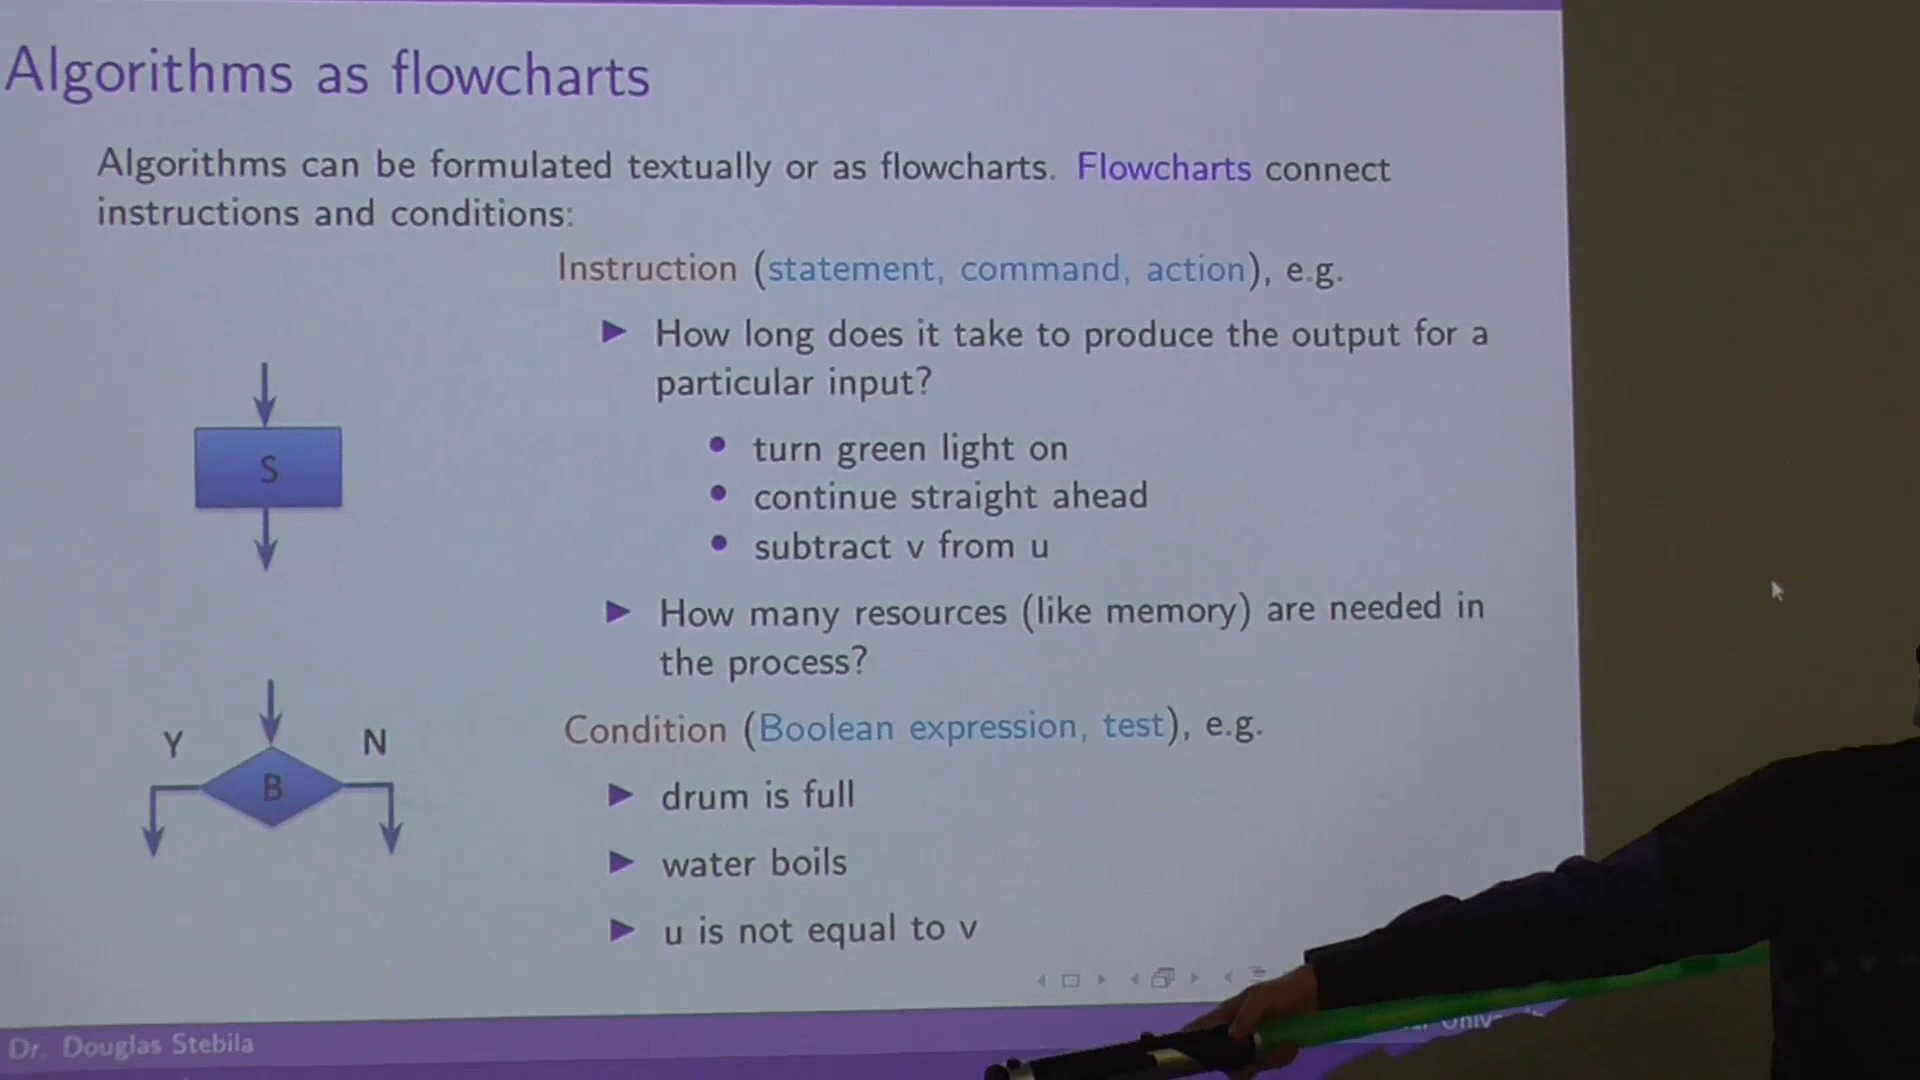 Algorithms as flowcharts
Algorithms can be formulated textually or as flowcharts. Flowcharts connect
instructions and conditions:
Instruction (statement, command, action), e.g.
How long does it take to produce the output for a
particular input?
turn green light on
continue straight ahead
subtract v from u
How many resources (like memory) are needed in
the process?
S
Condition (Boolean expression, test), e.g.
drum is full
water boils
u is not equal to v
Y
N
B
Dr. Douglas Stebila